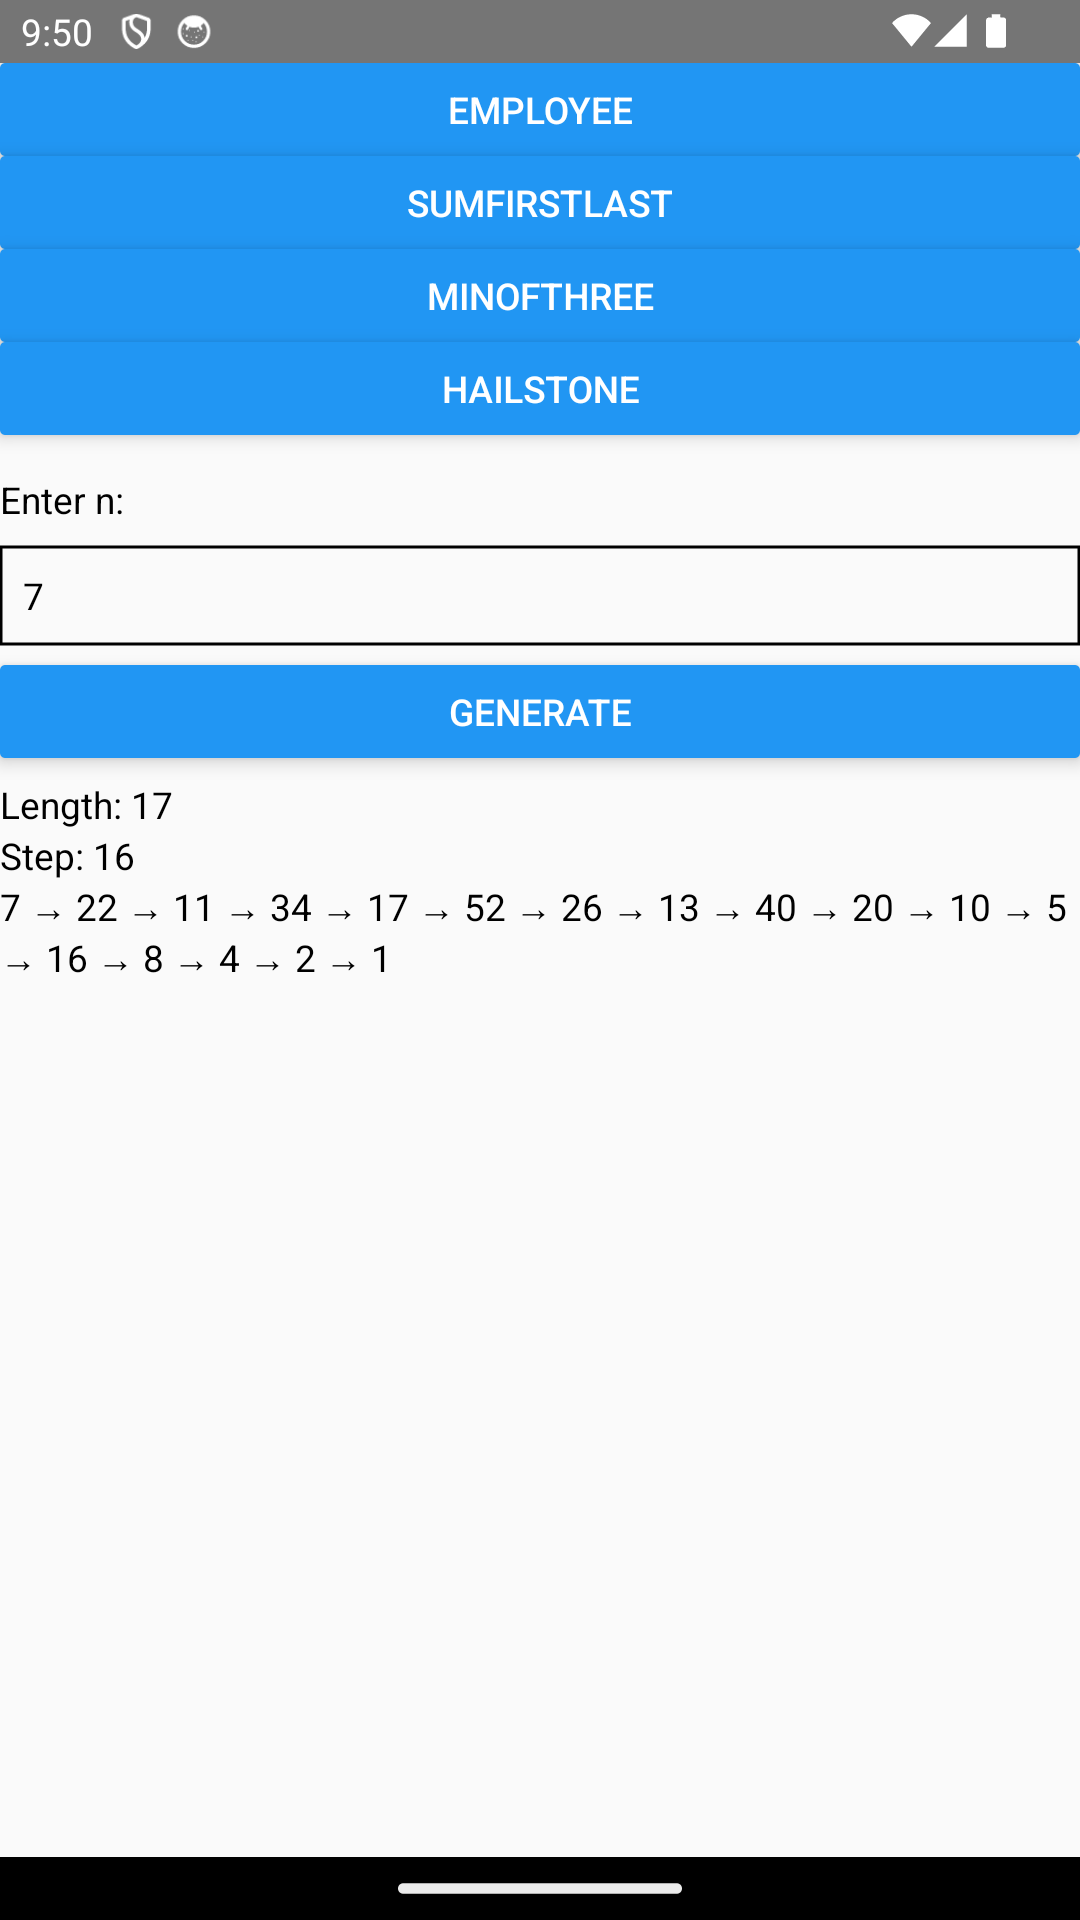 9:50
EMPLOYEE
SUMFIRSTLAST
MINOFTHREE
HAILSTONE
Enter n:
7
GENERATE
Length: 17
Step: 16
7 → 22 → 11 → 34 → 17 → 52 → 26 → 13 → 40 → 20 → 10 → 5
→ 16 → 8 → 4 → 2 → 1